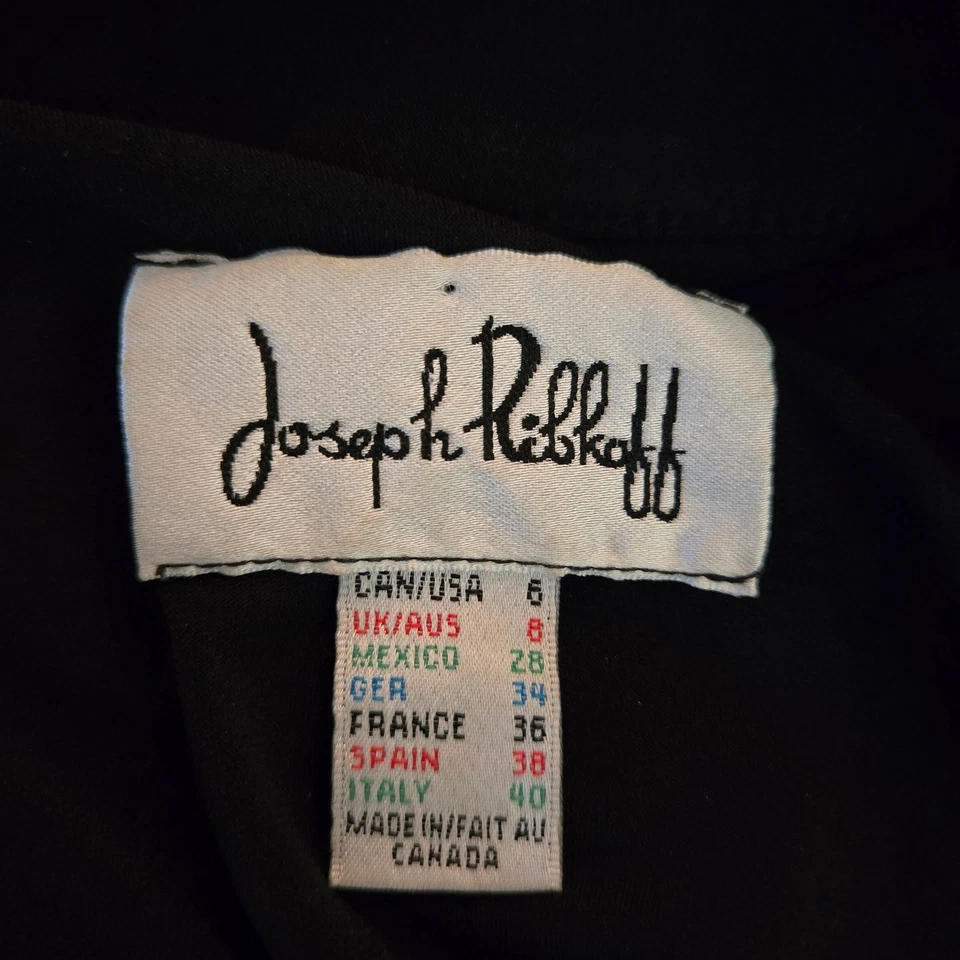 Joseph Ribkoff
CAN/USA 6
UK/AUS 8
MEXICO 28
GER 34
FRANCE 36
SPAIN 38
ITALY 40
MADE IN/FAIT AU
CANADA